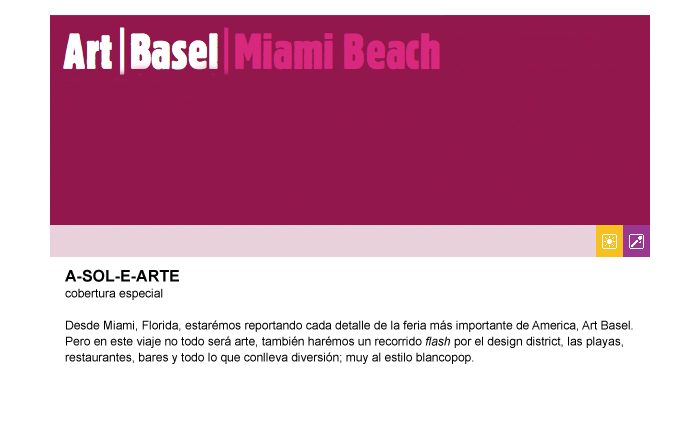 Art|Basel|Miami Beach
A-SOL-E-ARTE
cobertura especial
Desde Miami, Florida, estarémos reportando cada detalle de la feria más importante de America, Art Basel.
Pero en este viaje no todo será arte, también harémos un recorrido flash por el design district, las playas,
restaurantes, bares y todo lo que conlleva diversión; muy al estilo blancopop.